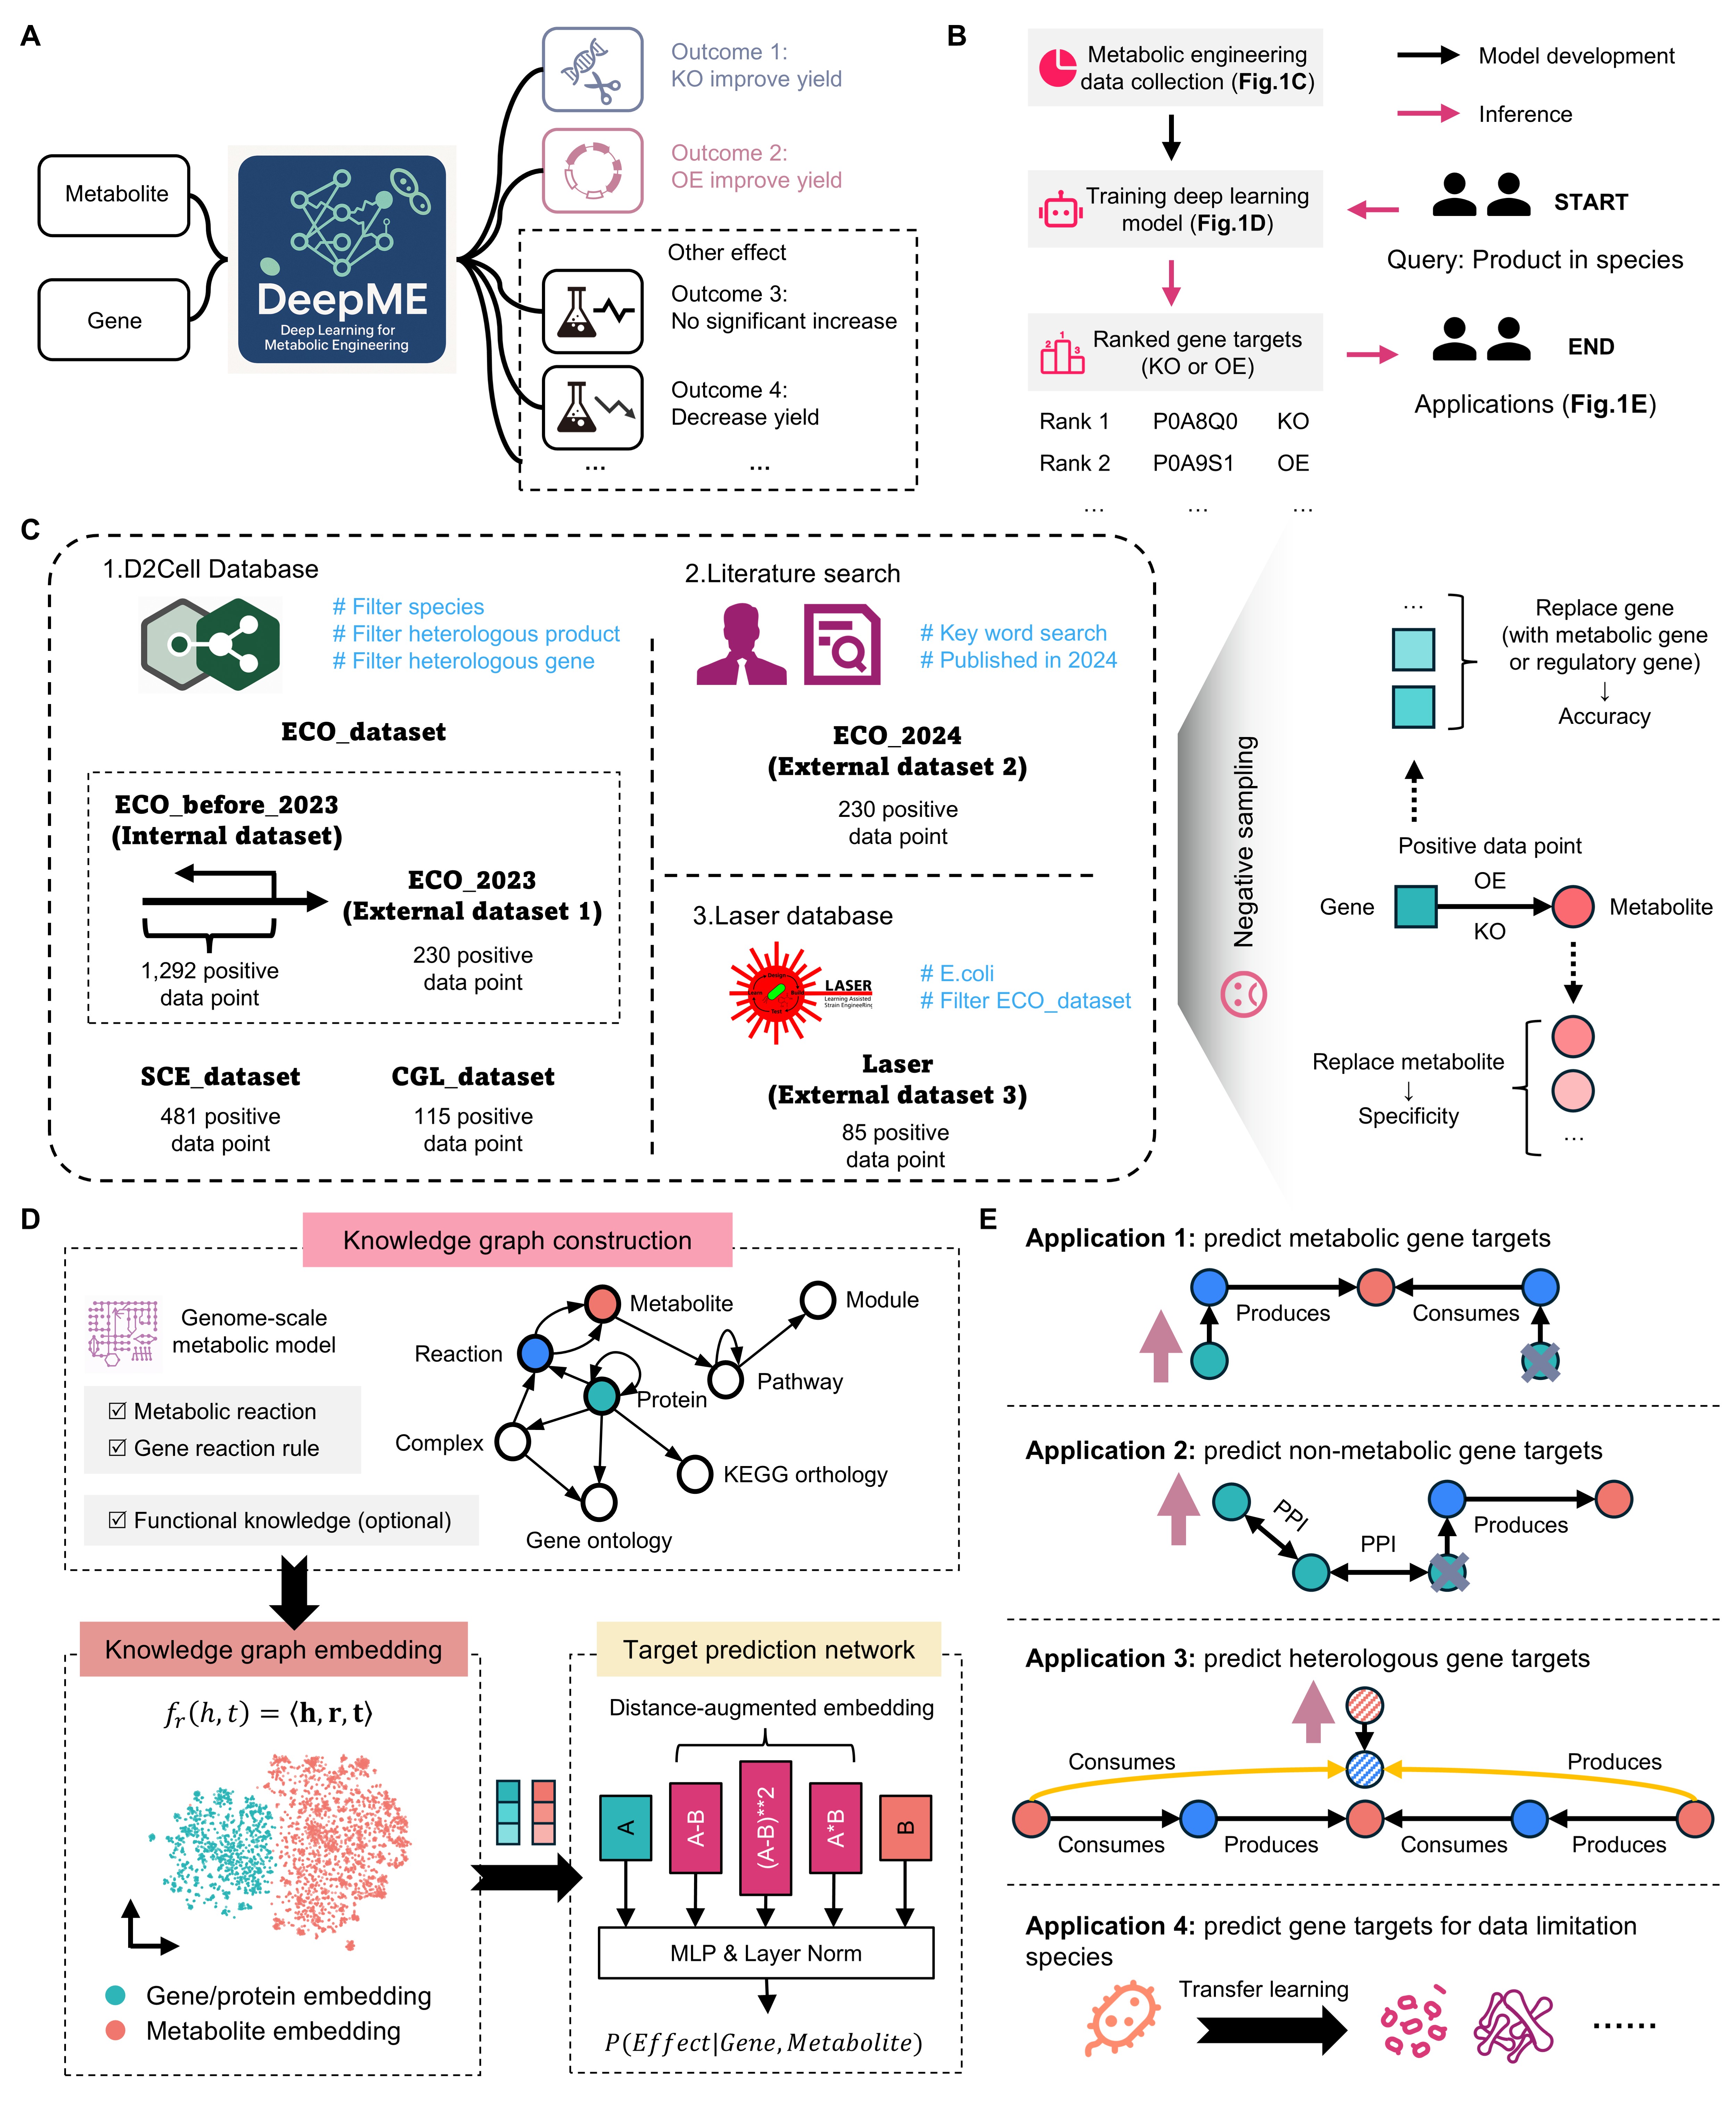 A
Metabolite
Gene
DeepME
Deep Learning for
Metabolic Engineering
Outcome 1:
KO improve yield
Outcome 2:
OE improve yield
Other effect
Outcome 3:
No significant increase
Outcome 4:
Decrease yield
... ...
B
Metabolic engineering
data collection (Fig.1C)
Training deep learning
model (Fig.1D)
1
2 3
Ranked gene targets
(KO or OE)
Rank 1 P0A8Q0 KO
Rank 2 P0A9S1 OE
... ... ...
Model development
Inference
START
Query: Product in species
END
Applications (Fig.1E)
C
1.D2Cell Database
# Filter species
# Filter heterologous product
# Filter heterologous gene
ECO_dataset
ECO_before_2023
(Internal dataset)
1,292 positive
data point
ECO_2023
(External dataset 1)
230 positive
data point
SCE_dataset
481 positive
data point
CGL_dataset
115 positive
data point
2.Literature search
# Key word search
# Published in 2024
ECO_2024
(External dataset 2)
230 positive
data point
3.Laser database
Design
Test
LASER
Learning Assisted
Strain EngineeRing
# E.coli
# Filter ECO_dataset
Laser
(External dataset 3)
85 positive
data point
Negative sampling
...
Replace gene
(with metabolic gene
or regulatory gene)
↓
Accuracy
Positive data point
Gene
OE
KO
Metabolite
Replace metabolite
↓
Specificity
...
D
Knowledge graph construction
Genome-scale
metabolic model
☑ Metabolic reaction
☑ Gene reaction rule
☑ Functional knowledge (optional)
Metabolite
Module
Reaction
Pathway
Protein
Complex
KEGG orthology
Gene ontology
Knowledge graph embedding
f_r(h, t) = ⟨h, r, t⟩
Gene/protein embedding
Metabolite embedding
Target prediction network
Distance-augmented embedding
A
A-B
(A-B)**2
A*B
B
MLP & Layer Norm
P(Effect|Gene, Metabolite)
E
Application 1: predict metabolic gene targets
Produces
Consumes
Application 2: predict non-metabolic gene targets
PPI
PPI
Produces
Application 3: predict heterologous gene targets
Consumes
Produces
Consumes
Produces
Consumes
Produces
Application 4: predict gene targets for data limitation
species
Transfer learning
......